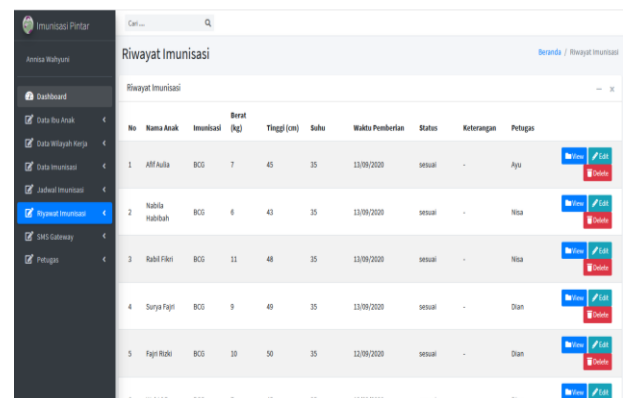 Imunisasi Pintar
Cari ...
Annisa Wahyuni
Riwayat Imunisasi
Beranda / Riwayat Imunisasi
Dashboard
Data Ibu Anak
Data Wilayah Kerja
Data Imunisasi
Jadwal Imunisasi
Riyawat Imunisasi
SMS Gateway
Petugas
Riwayat Imunisasi
No Nama Anak Imunisasi Berat (kg) Tinggi (cm) Suhu Waktu Pemberian Status Keterangan Petugas
1 Afif Aulia BCG 7 45 35 13/09/2020 sesuai - Ayu View Edit Delete
2 Nabila Habibah BCG 6 43 35 13/09/2020 sesuai - Nisa View Edit Delete
3 Rabil Fikri BCG 11 48 35 13/09/2020 sesuai - Nisa View Edit Delete
4 Surya Fajri BCG 9 49 35 13/09/2020 sesuai - Dian View Edit Delete
5 Fajri Rizki BCG 10 50 35 12/09/2020 sesuai - Dian View Edit Delete
View Edit